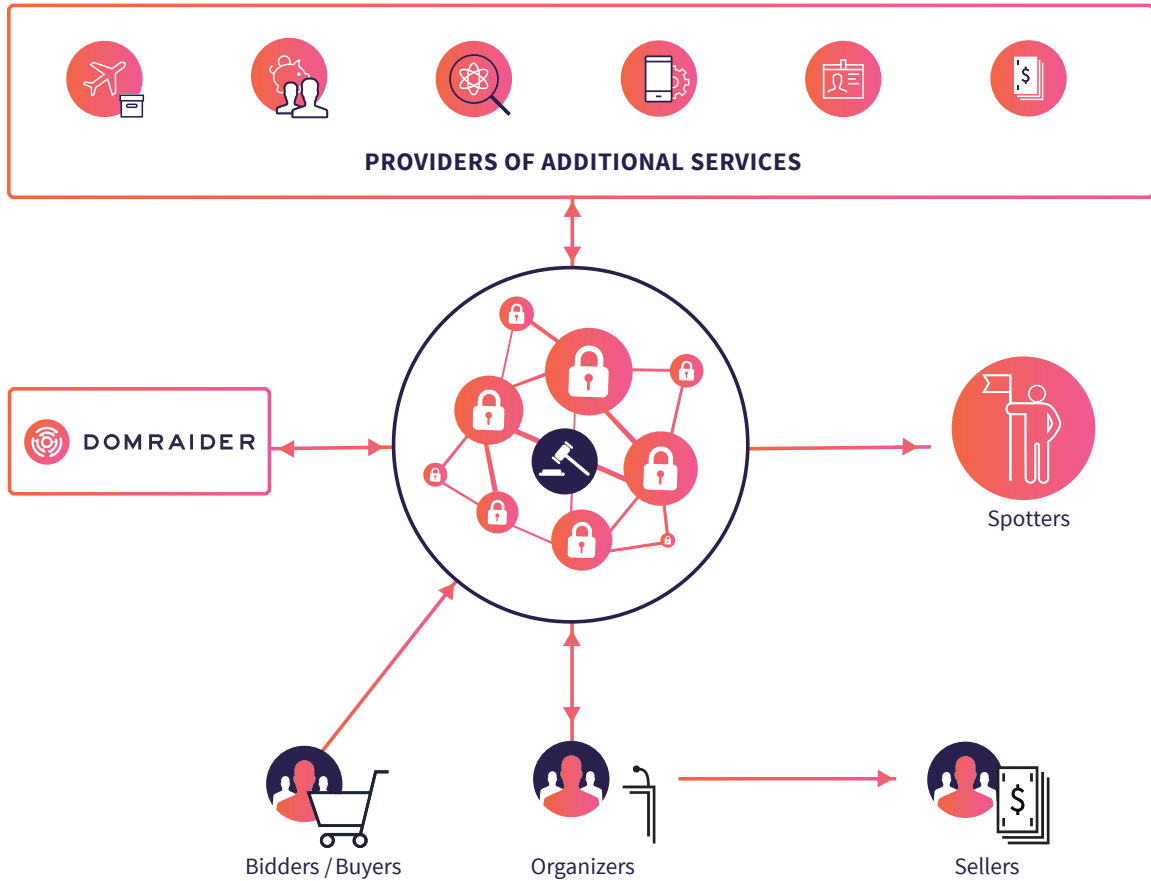 PROVIDERS OF ADDITIONAL SERVICES
DOMRAIDER
Spotters
Bidders / Buyers
Organizers
Sellers
$
$